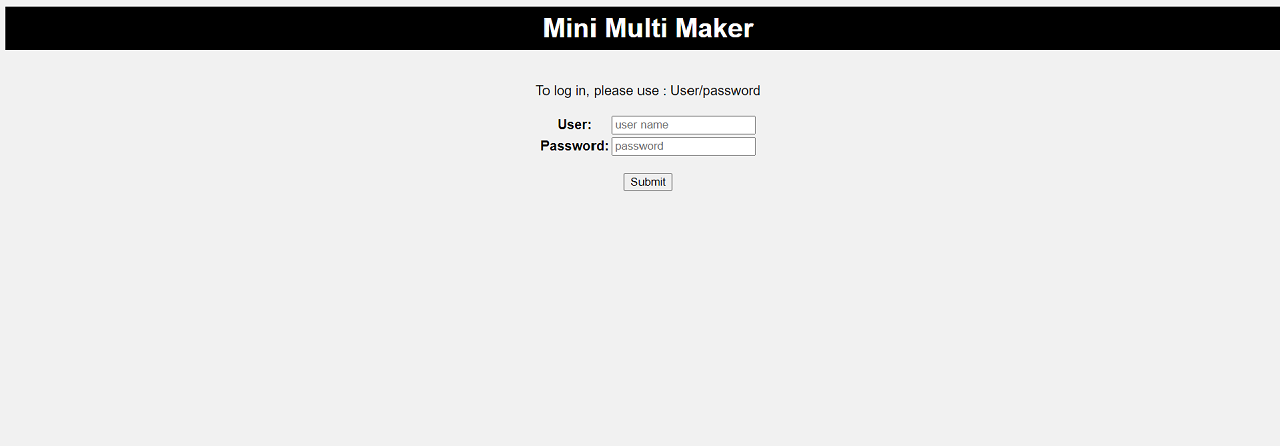 Mini Multi Maker
To log in, please use : User/password
User: user name
Password: password
Submit